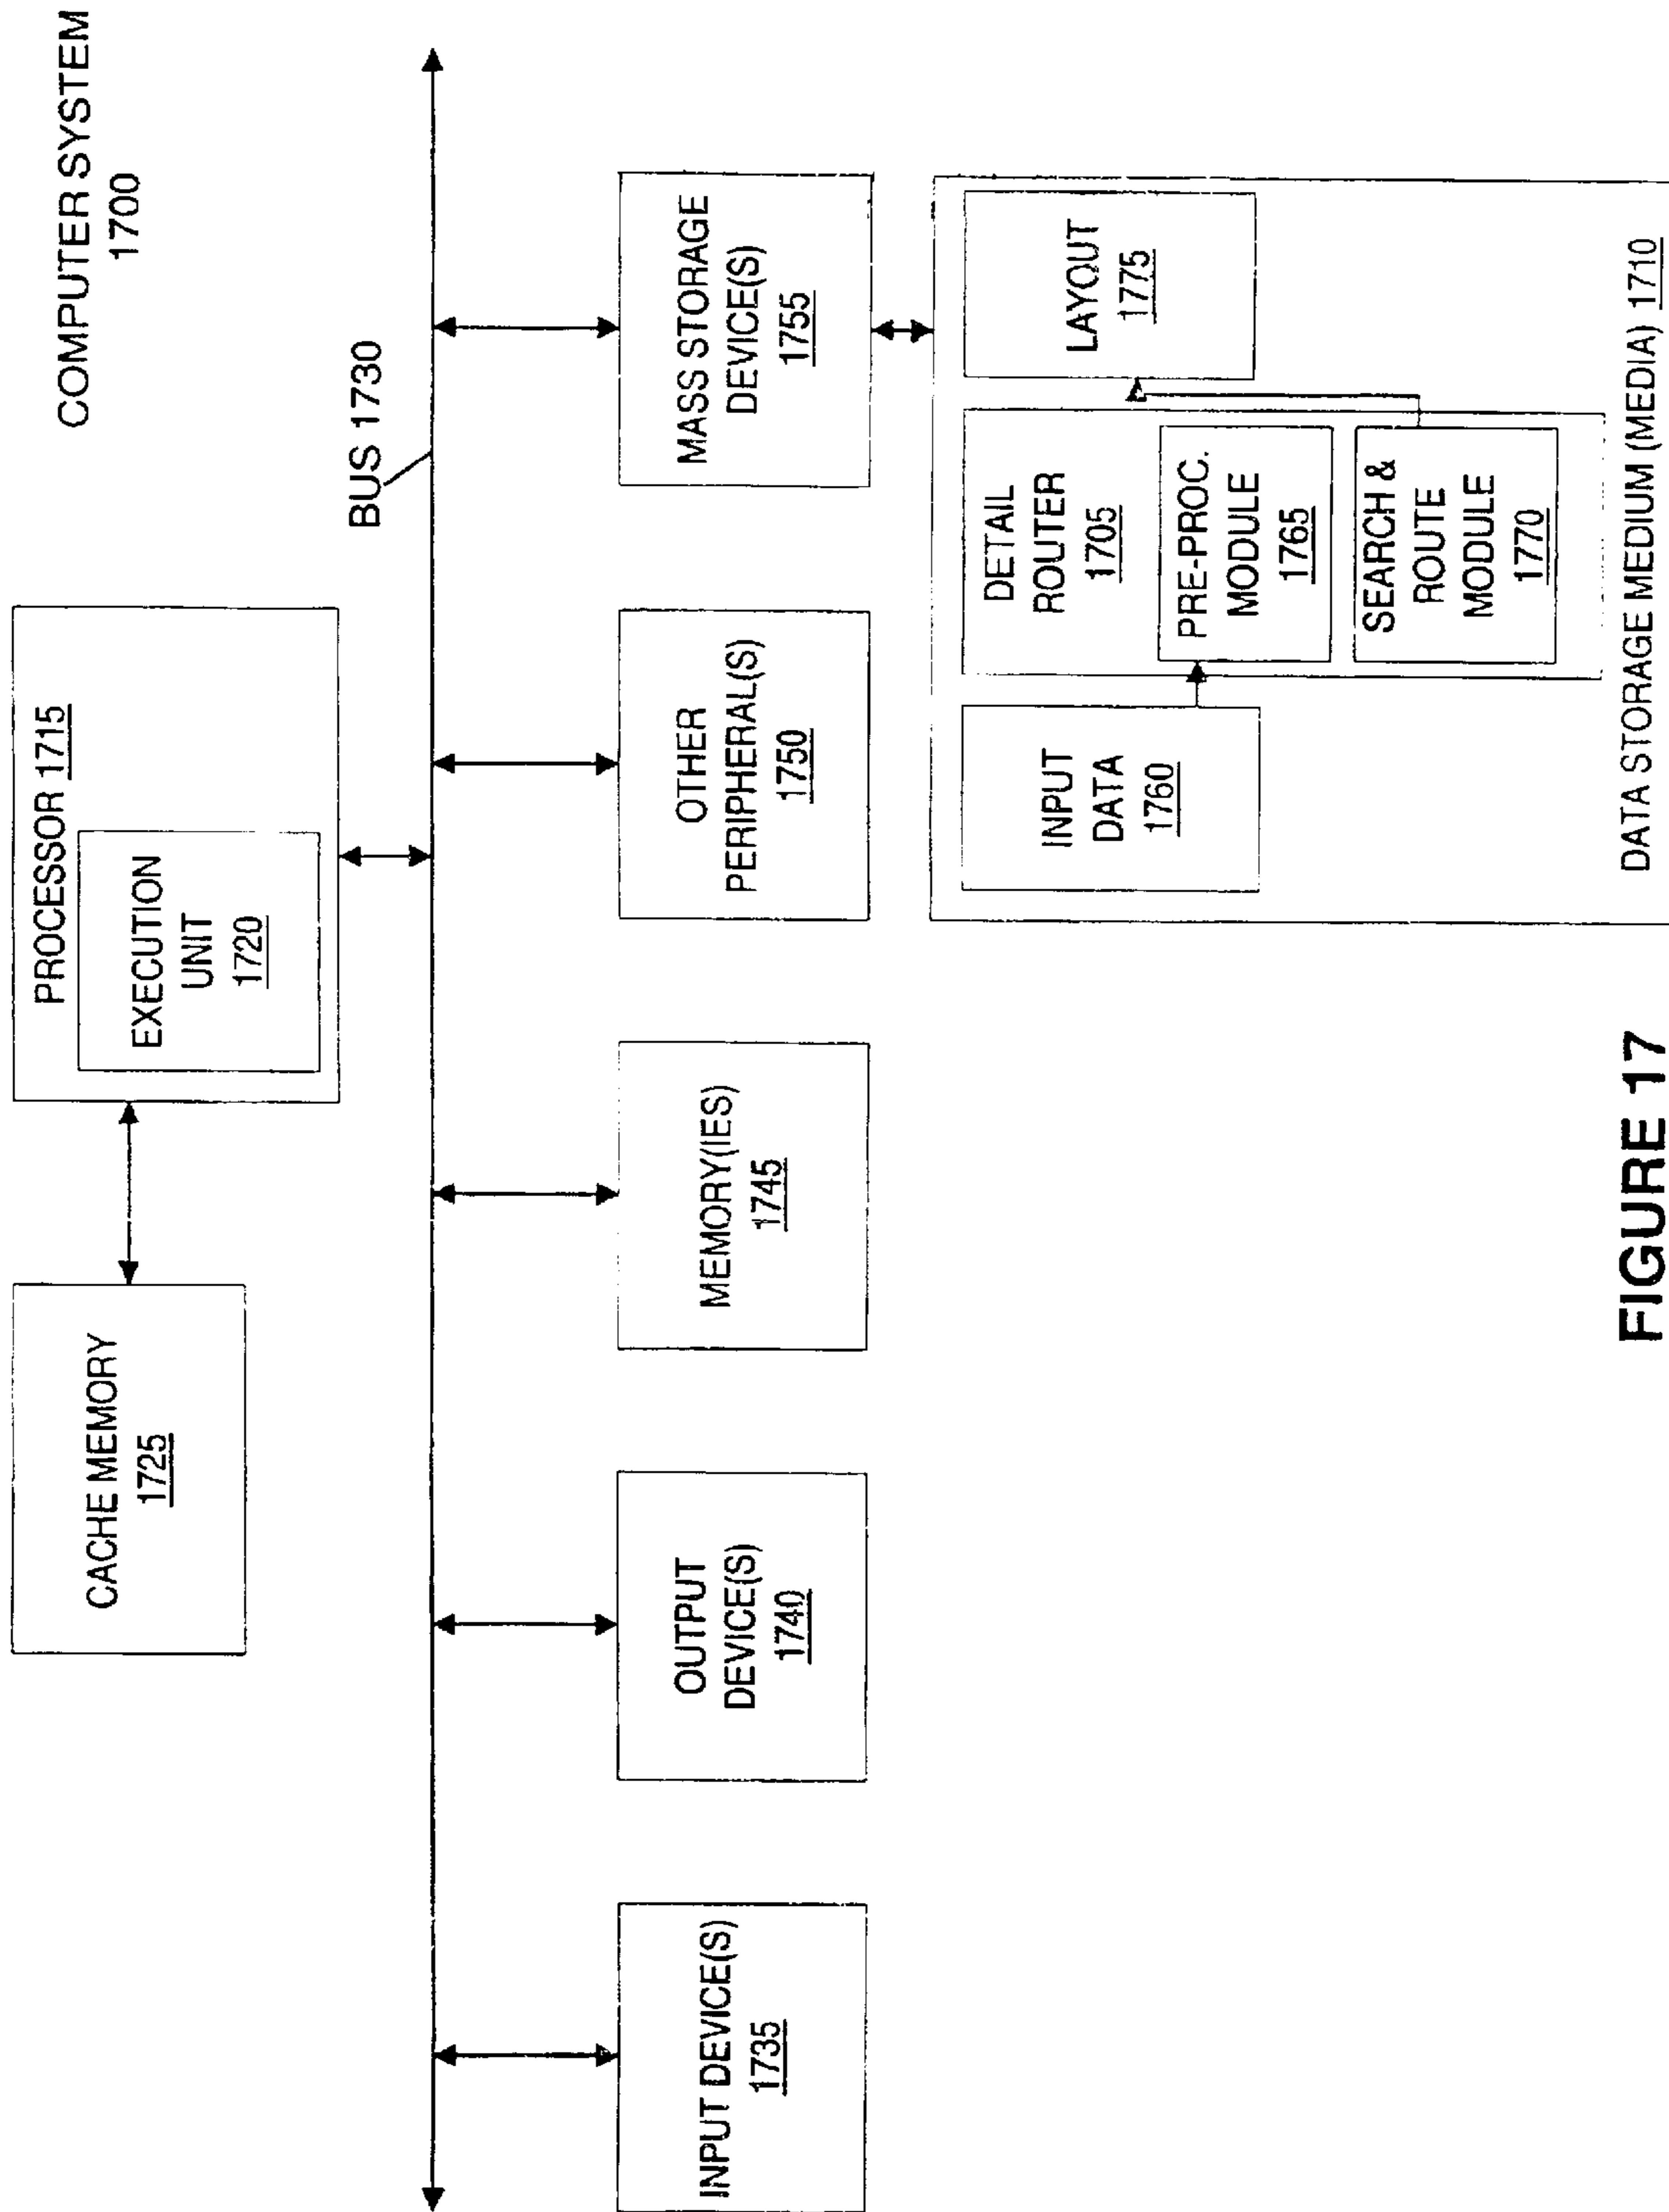 COMPUTER SYSTEM
1700
CACHE MEMORY
1725
PROCESSOR 1715
EXECUTION
UNIT
1720
BUS 1730
INPUT DEVICE(S)
1735
OUTPUT
DEVICE(S)
1740
MEMORY(IES)
1745
OTHER
PERIPHERAL(S)
1750
MASS STORAGE
DEVICE(S)
1755
INPUT
DATA
1760
DETAIL
ROUTER
1705
PRE-PROC.
MODULE
1765
SEARCH &
ROUTE
MODULE
1770
LAYOUT
1775
DATA STORAGE MEDIUM (MEDIA) 1710
FIGURE 17